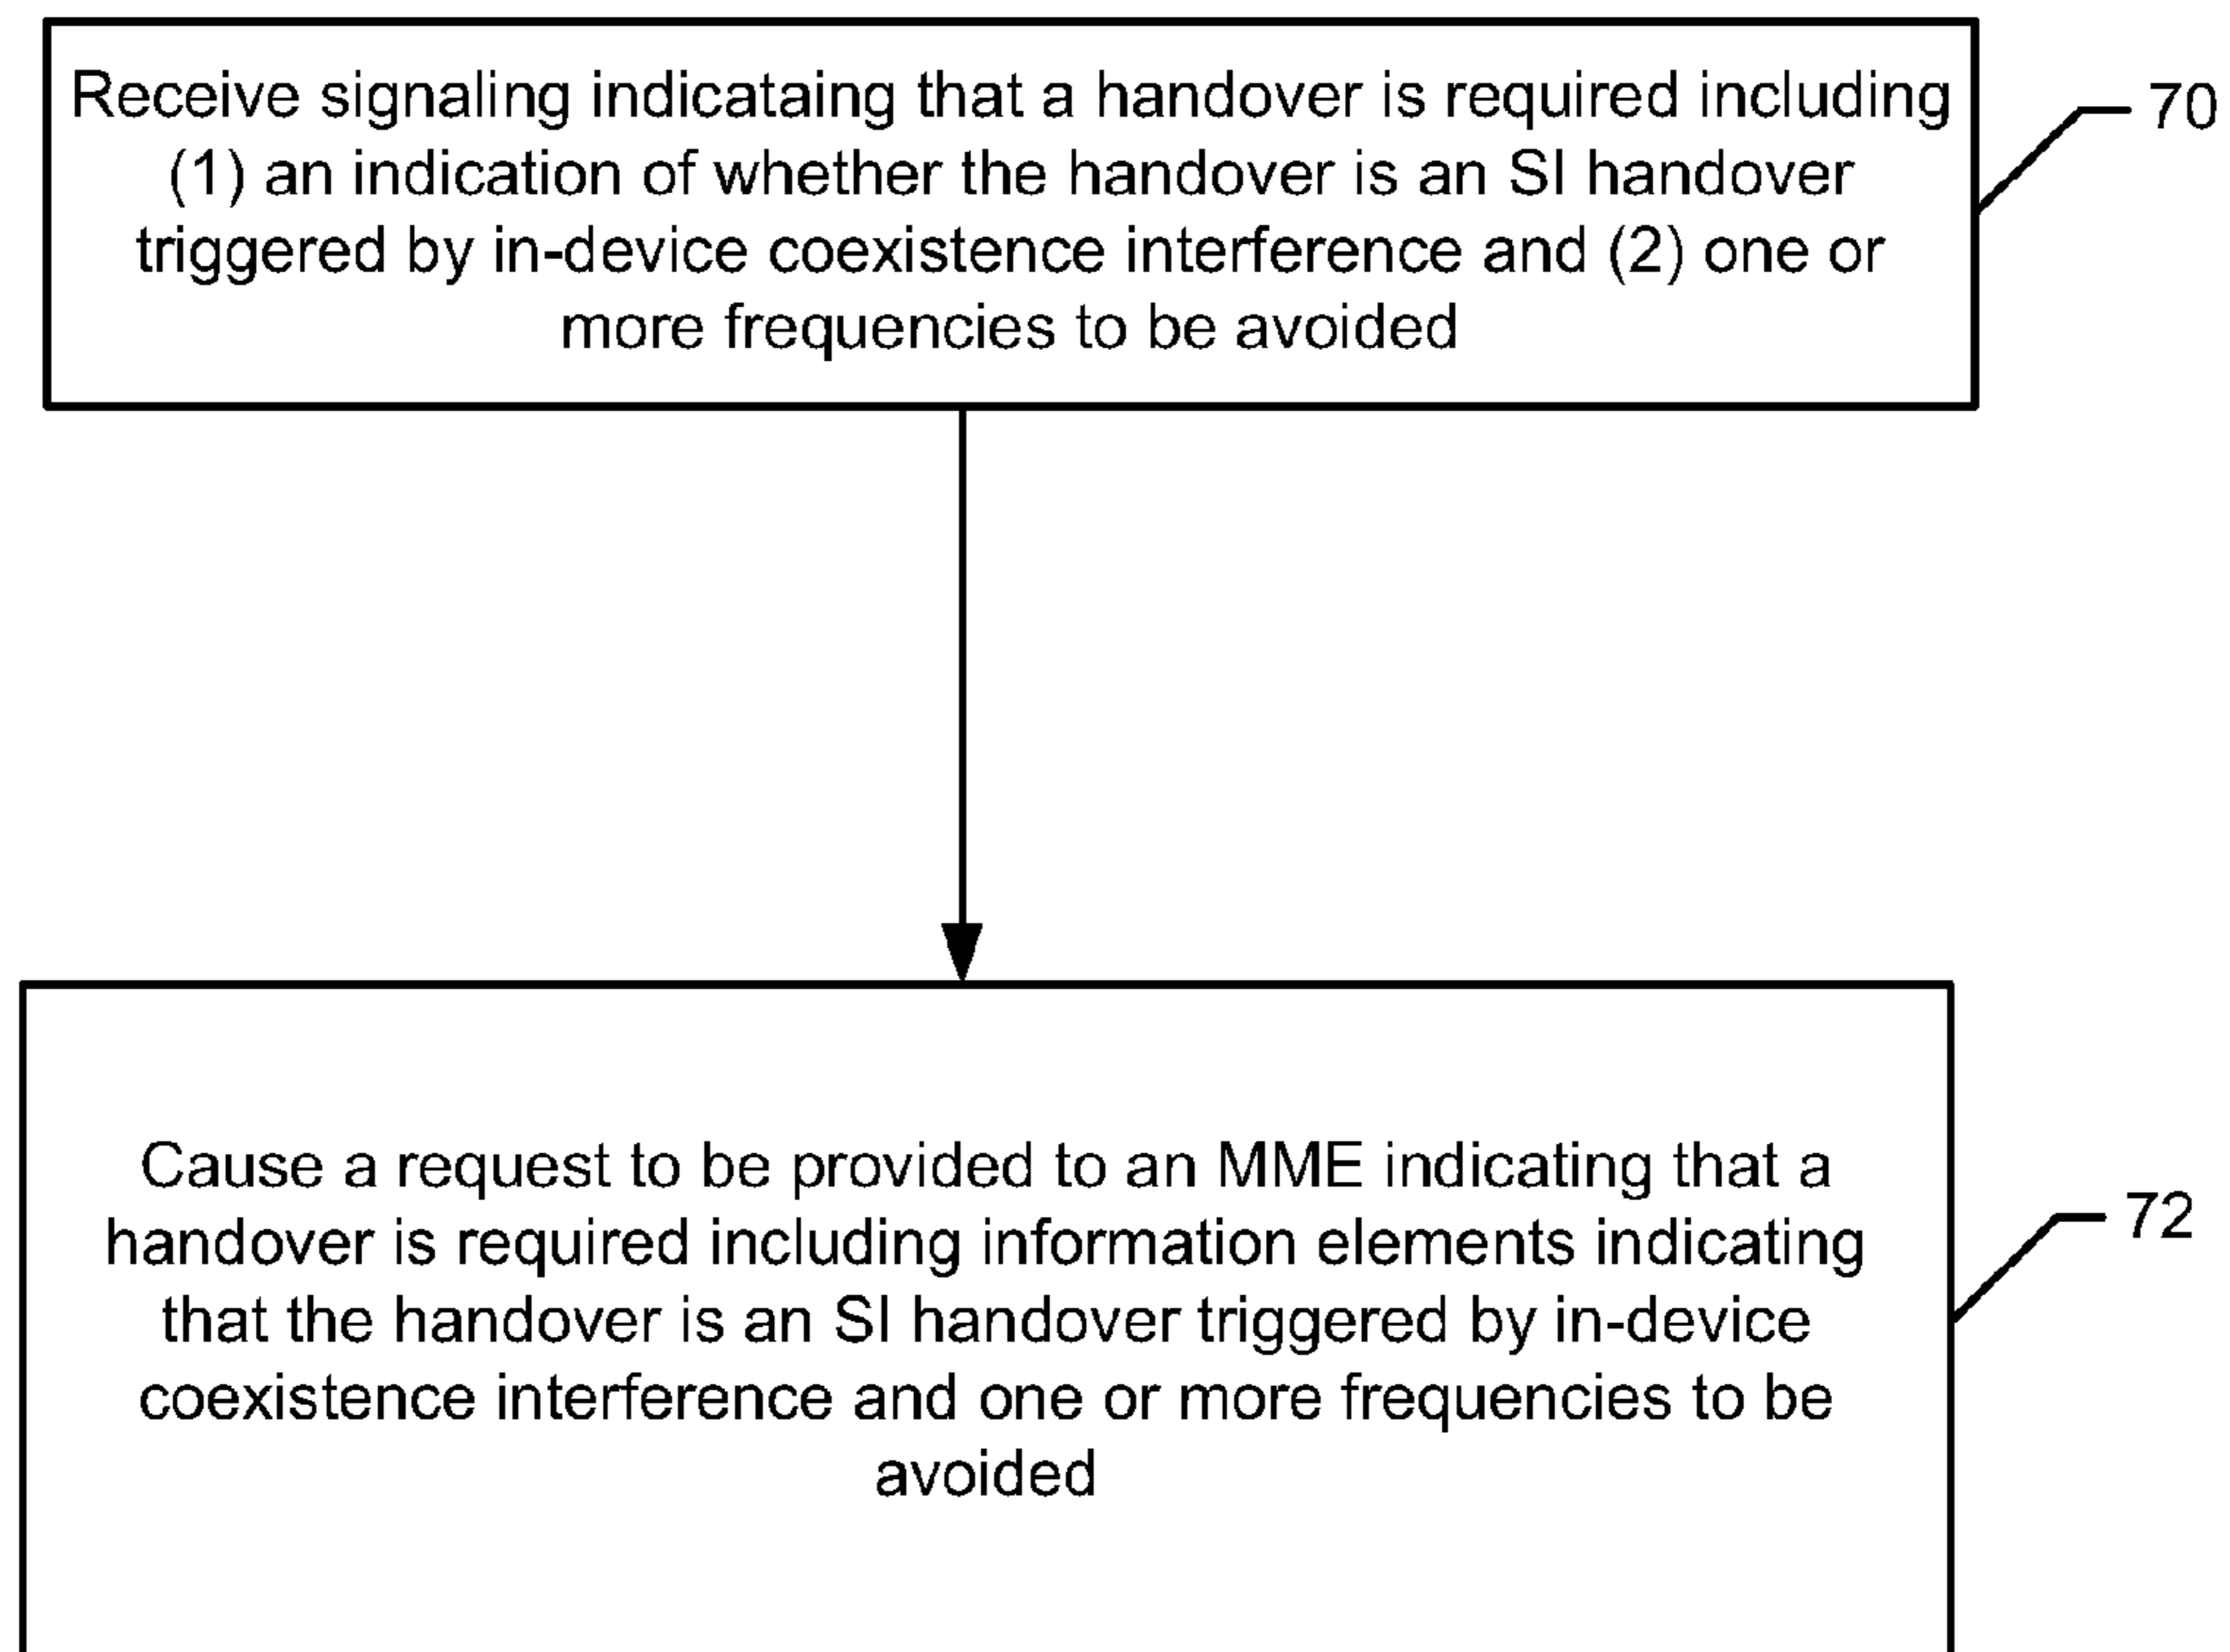 Receive signaling indicataing that a handover is required including
(1) an indication of whether the handover is an SI handover
triggered by in-device coexistence interference and (2) one or
more frequencies to be avoided
70
Cause a request to be provided to an MME indicating that a
handover is required including information elements indicating
that the handover is an SI handover triggered by in-device
coexistence interference and one or more frequencies to be
avoided
72